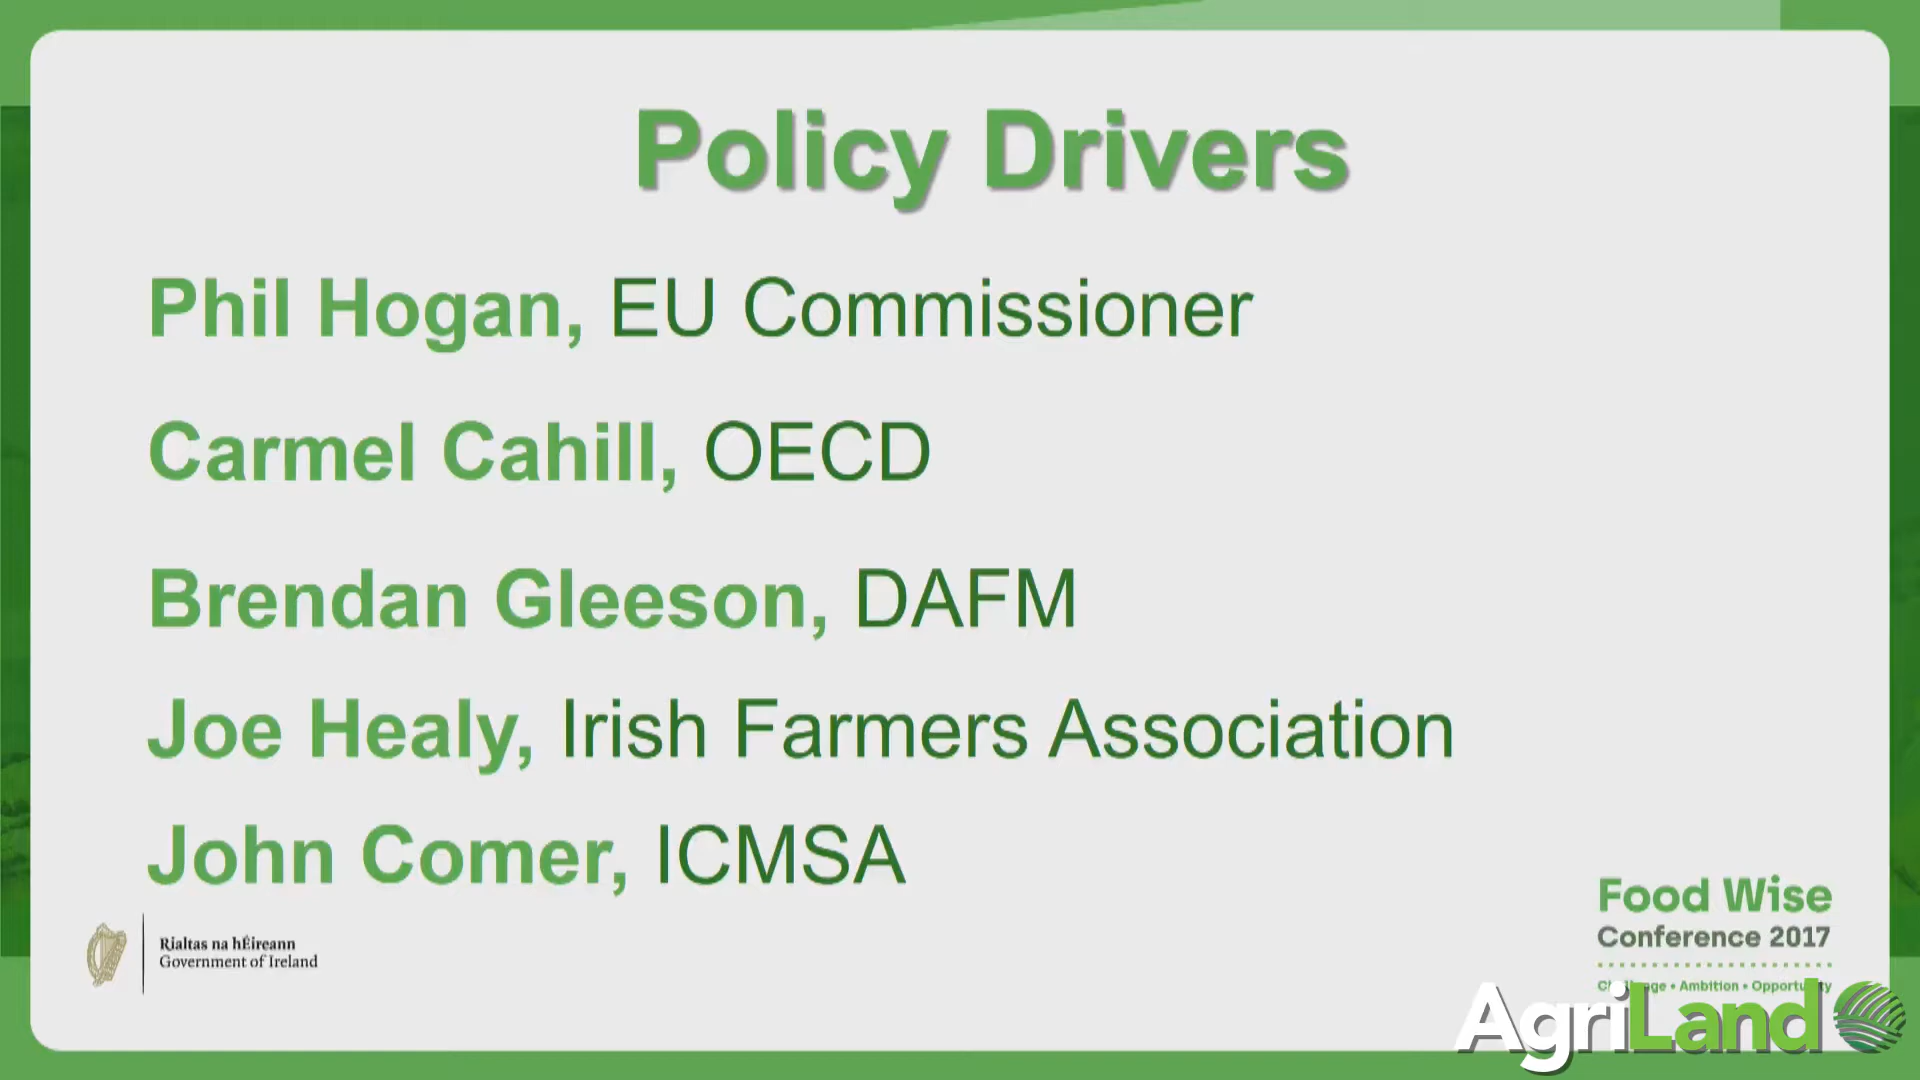 Policy Drivers
Phil Hogan, EU Commissioner
Carmel Cahill, OECD
Brendan Gleeson, DAFM
Joe Healy, Irish Farmers Association
John Comer, ICMSA
Rialtas na hÉireann
Government of Ireland
Food Wise
Conference 2017
• Ambition •
AgriLand